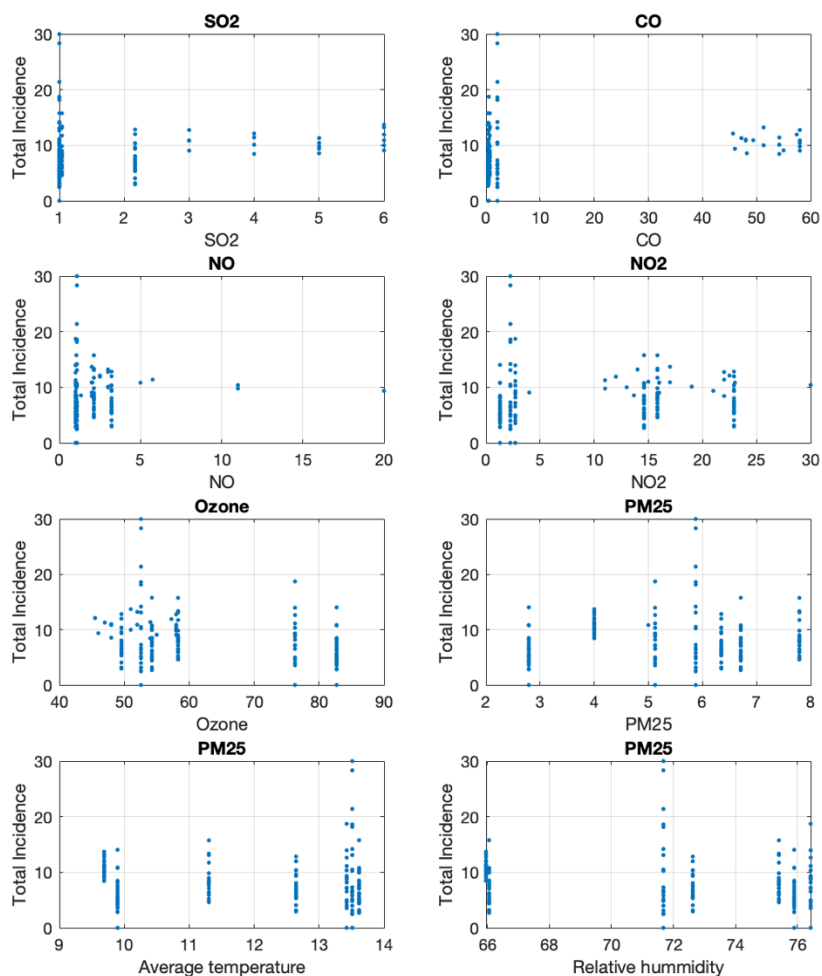 SO2
Total Incidence
30
20
10
0
1 2 3 4 5 6
SO2
CO
Total Incidence
30
20
10
0
0 10 20 30 40 50 60
CO
NO
Total Incidence
30
20
10
0
0 5 10 15 20
NO
NO2
Total Incidence
30
20
10
0
0 5 10 15 20 25 30
NO2
Ozone
Total Incidence
30
20
10
0
40 50 60 70 80 90
Ozone
PM25
Total Incidence
30
20
10
0
2 3 4 5 6 7 8
PM25
PM25
Total Incidence
30
20
10
0
9 10 11 12 13 14
Average temperature
PM25
Total Incidence
30
20
10
0
66 68 70 72 74 76
Relative hummidity